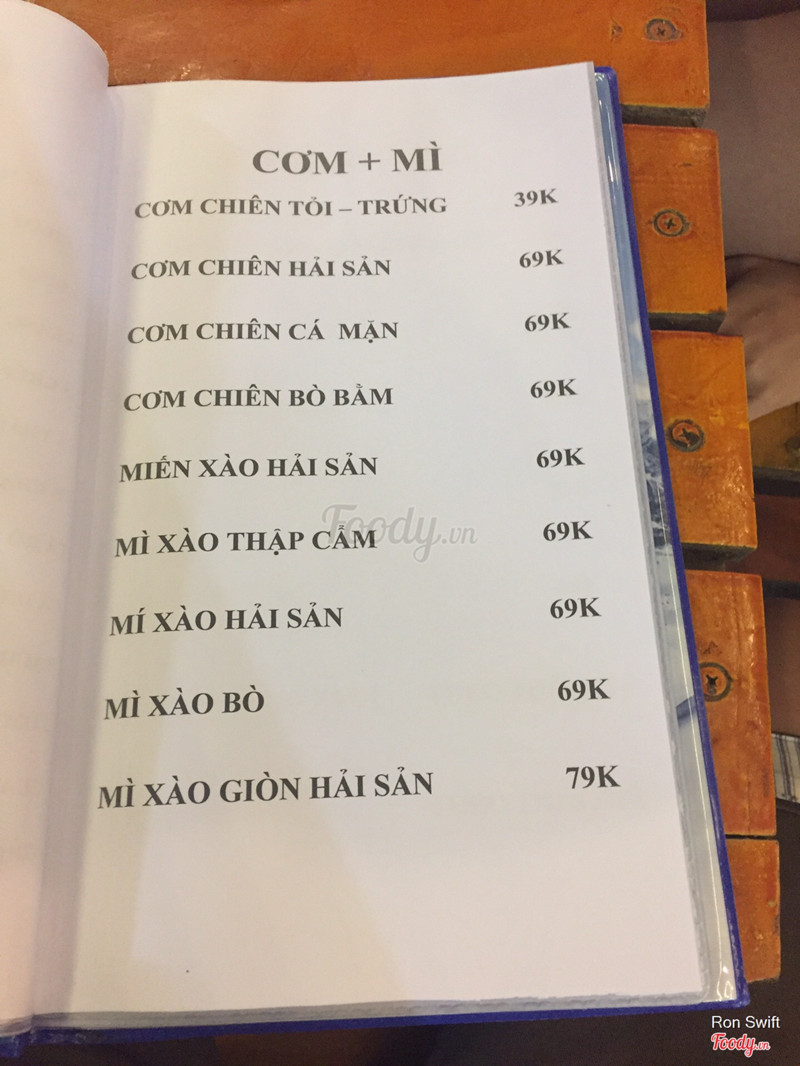 CƠM + MÌ
CƠM CHIÊN TỎI – TRỨNG 39K
CƠM CHIÊN HẢI SẢN 69K
CƠM CHIÊN CÁ MẶN 69K
CƠM CHIÊN BÒ BẰM 69K
MIẾN XÀO HẢI SẢN 69K
MÌ XÀO THẬP CẨM 69K
MÍ XÀO HẢI SẢN 69K
MÌ XÀO BÒ 69K
MÌ XÀO GIÒN HẢI SẢN 79K
Foody.vn
Ron Swift
Foody.vn